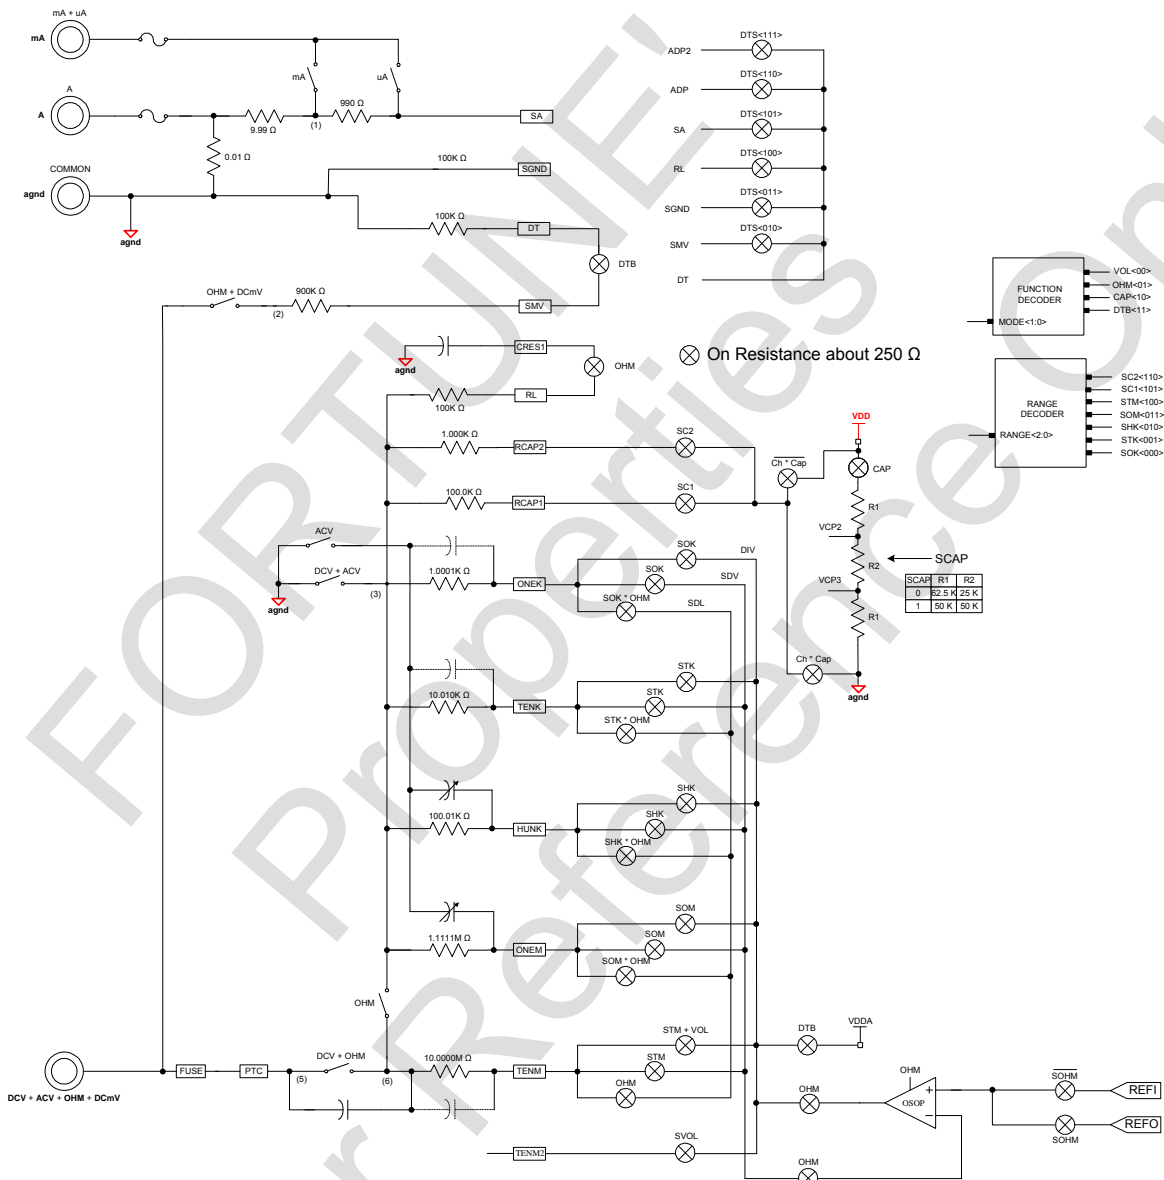 mA + uA
mA
mA
uA
A
A
9.99 Ω
(1)
990 Ω
SA
0.01 Ω
COMMON
agnd
agnd
100K Ω
SGND
100K Ω
DT
DTB
OHM + DCmV
(2)
900K Ω
SMV
ADP2
DTS<111>
ADP
DTS<110>
SA
DTS<101>
RL
DTS<100>
SGND
DTS<011>
SMV
DTS<010>
DT
FUNCTION
DECODER
MODE<1:0>
VOL<00>
OHM<01>
CAP<10>
DTB<11>
RANGE
DECODER
RANGE<2:0>
SC2<110>
SC1<101>
STM<100>
SOM<011>
SHK<010>
STK<001>
SOK<000>
agnd
CRES1
OHM
100K Ω
RL
On Resistance about 250 Ω
1.000K Ω
RCAP2
SC2
100.0K Ω
RCAP1
SC1
Ch * Cap
VDD
CAP
R1
VCP2
R2
SCAP
VCP3
R1
SCAP R1 R2
0 62.5 K 25 K
1 50 K 50 K
Ch * Cap
agnd
ACV
DCV + ACV
(3)
agnd
1.0001K Ω
ONEK
SOK
DIV
SOK
SDV
SOK * OHM
SDL
10.010K Ω
TENK
STK
STK
STK * OHM
100.01K Ω
HUNK
SHK
SHK
SHK * OHM
1.1111M Ω
ONEM
SOM
SOM
SOM * OHM
OHM
DCV + ACV + OHM + DCmV
FUSE
PTC
(5)
DCV + OHM
(6)
10.0000M Ω
TENM
STM + VOL
STM
OHM
DTB
VDDA
OHM
OHM
OSOP
+
−
SOHM
REFI
SOHM
REFO
TENM2
SVOL
OHM
FORTUNE'
Properties
For Reference Only